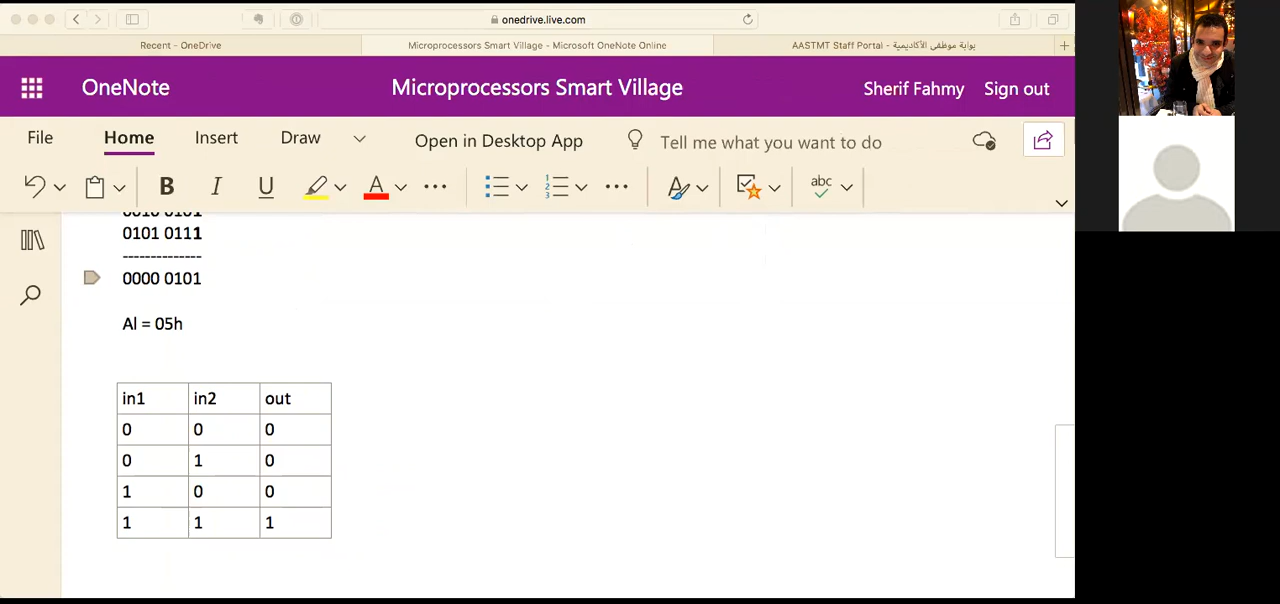 onedrive.live.com
Recent - OneDrive
Microprocessors Smart Village - Microsoft OneNote Online
AASTMT Staff Portal - بوابة موظفى الأكاديمية
OneNote
Microprocessors Smart Village
Sherif Fahmy
Sign out
File
Home
Insert
Draw
Open in Desktop App
Tell me what you want to do
B I U A abc
0010 0101
0101 0111
--------------
0000 0101
Al = 05h
in1 in2 out
0 0 0
0 1 0
1 0 0
1 1 1